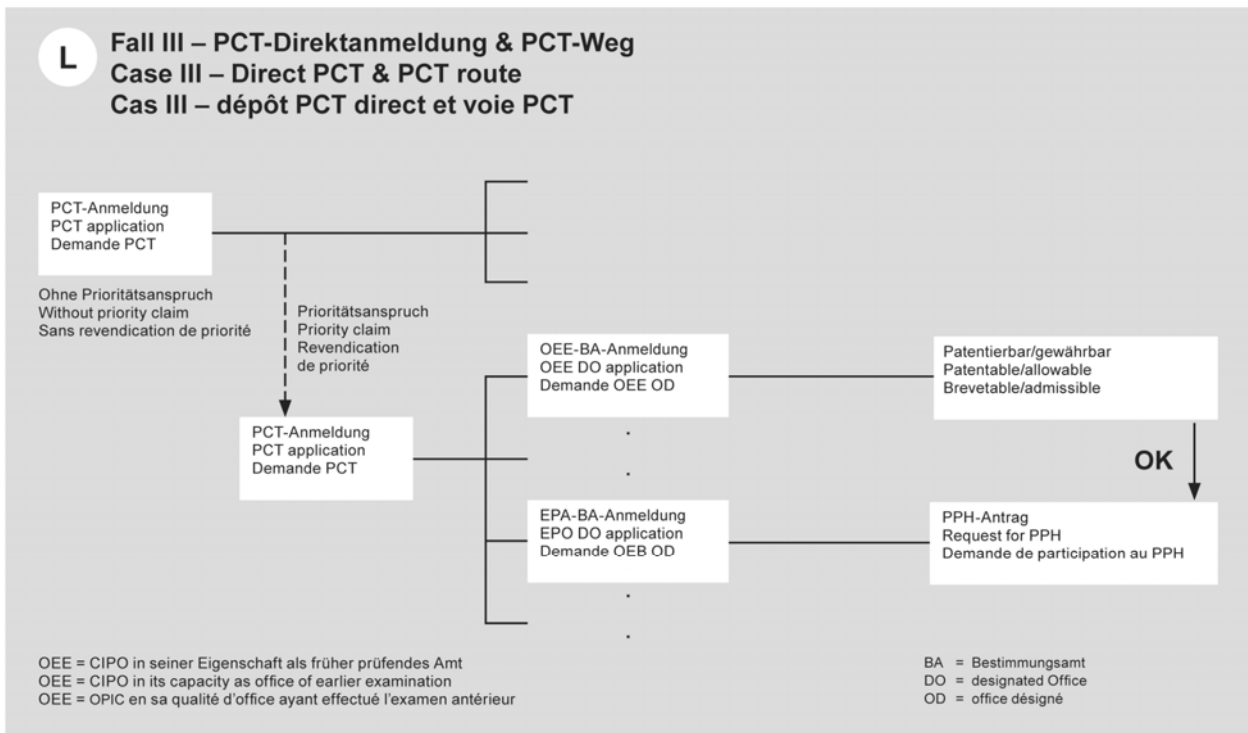 L
Fall III – PCT-Direktanmeldung & PCT-Weg
Case III – Direct PCT & PCT route
Cas III – dépôt PCT direct et voie PCT
PCT-Anmeldung
PCT application
Demande PCT
Ohne Prioritätsanspruch
Without priority claim
Sans revendication de priorité
Prioritätsanspruch
Priority claim
Revendication
de priorité
OEE-BA-Anmeldung
OEE DO application
Demande OEE OD
Patentierbar/gewährbar
Patentable/allowable
Brevetable/admissible
PCT-Anmeldung
PCT application
Demande PCT
OK
EPA-BA-Anmeldung
EPO DO application
Demande OEB OD
PPH-Antrag
Request for PPH
Demande de participation au PPH
OEE = CIPO in seiner Eigenschaft als früher prüfendes Amt
OEE = CIPO in its capacity as office of earlier examination
OEE = OPIC en sa qualité d'office ayant effectué l'examen antérieur
BA = Bestimmungsamt
DO = designated Office
OD = office désigné